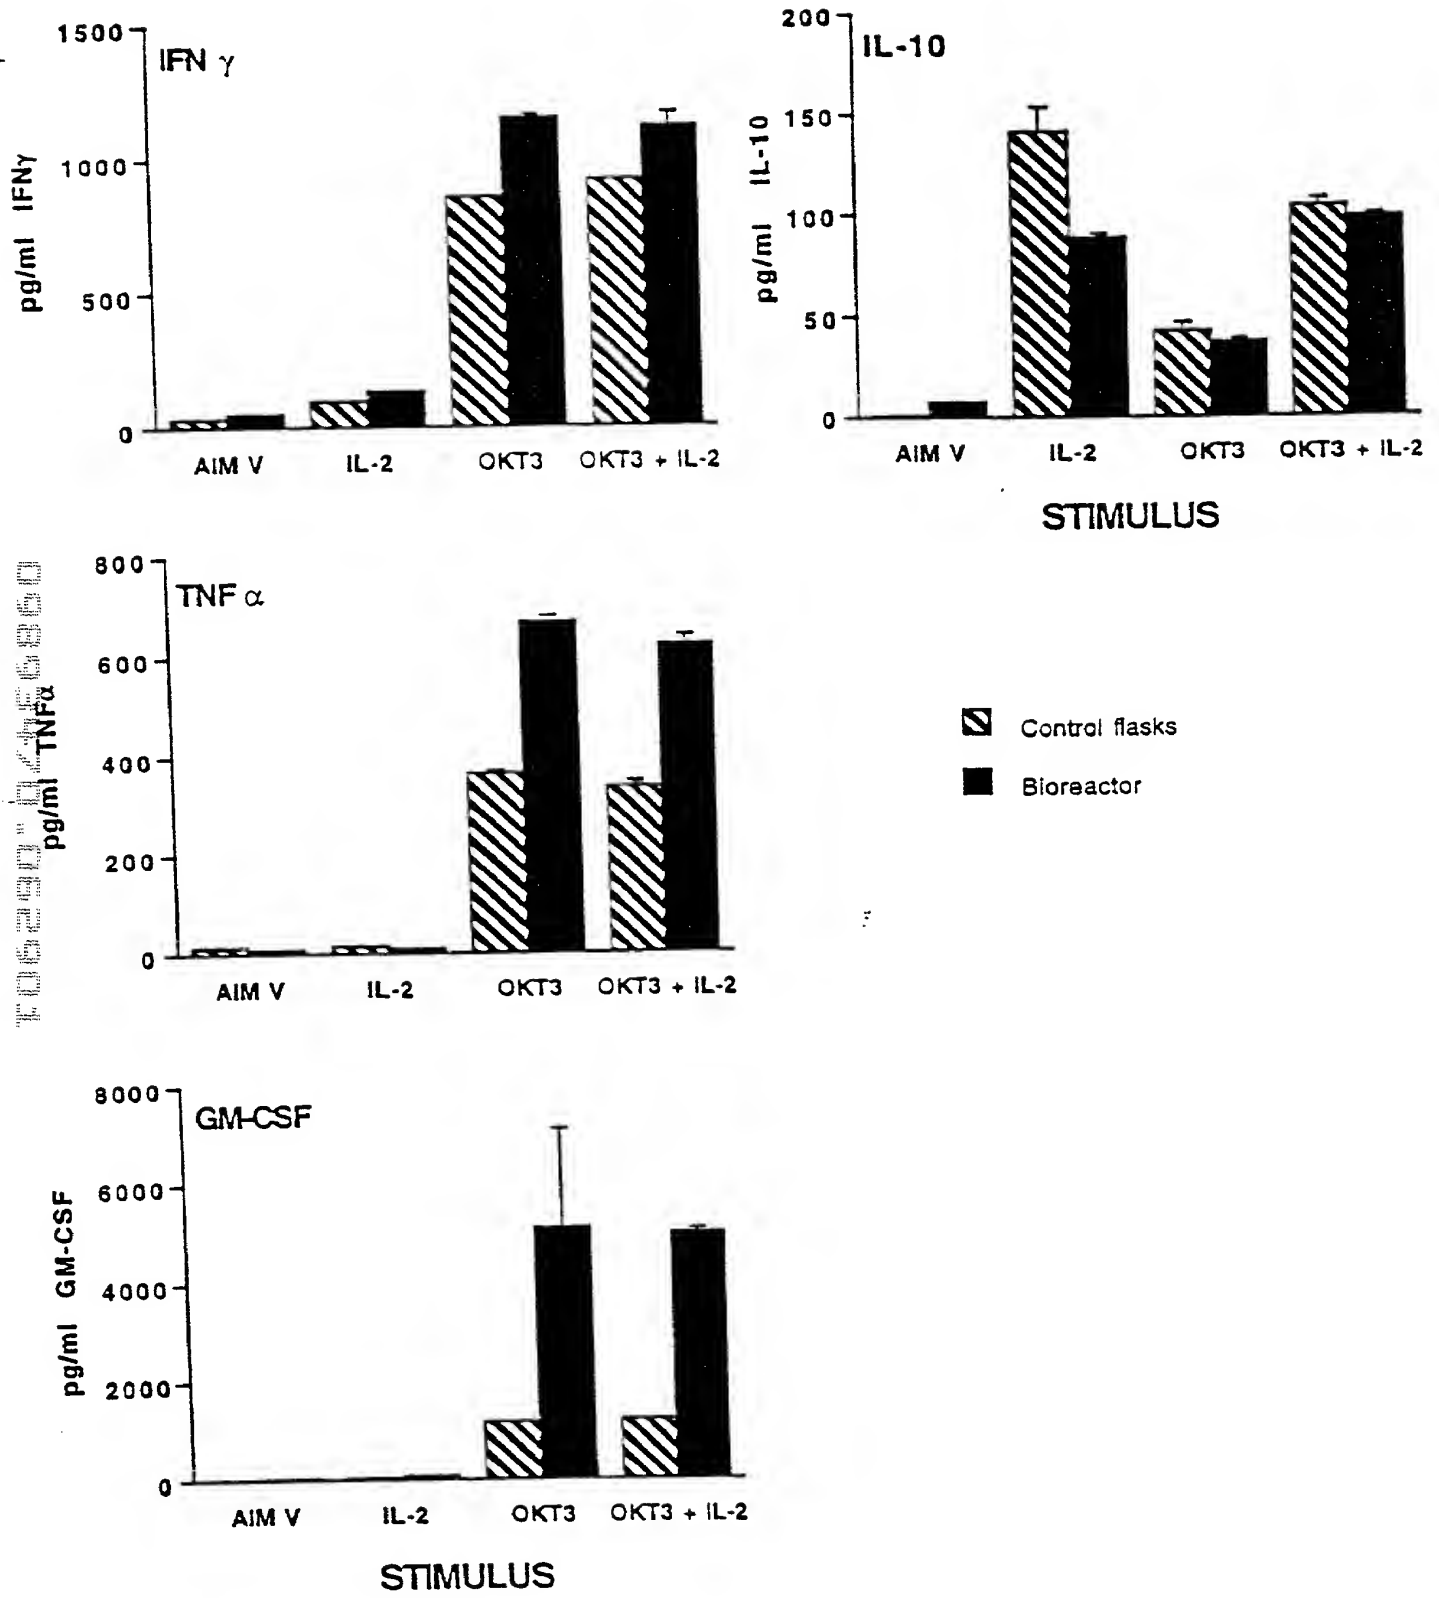 IFN γ
1500
1000
500
0
pg/ml IFNγ
AIM V IL-2 OKT3 OKT3 + IL-2
IL-10
200
150
100
50
0
pg/ml IL-10
AIM V IL-2 OKT3 OKT3 + IL-2
STIMULUS
TNF α
800
600
400
200
0
pg/ml TNFα
AIM V IL-2 OKT3 OKT3 + IL-2
Control flasks
Bioreactor
GM-CSF
8000
6000
4000
2000
0
pg/ml GM-CSF
AIM V IL-2 OKT3 OKT3 + IL-2
STIMULUS